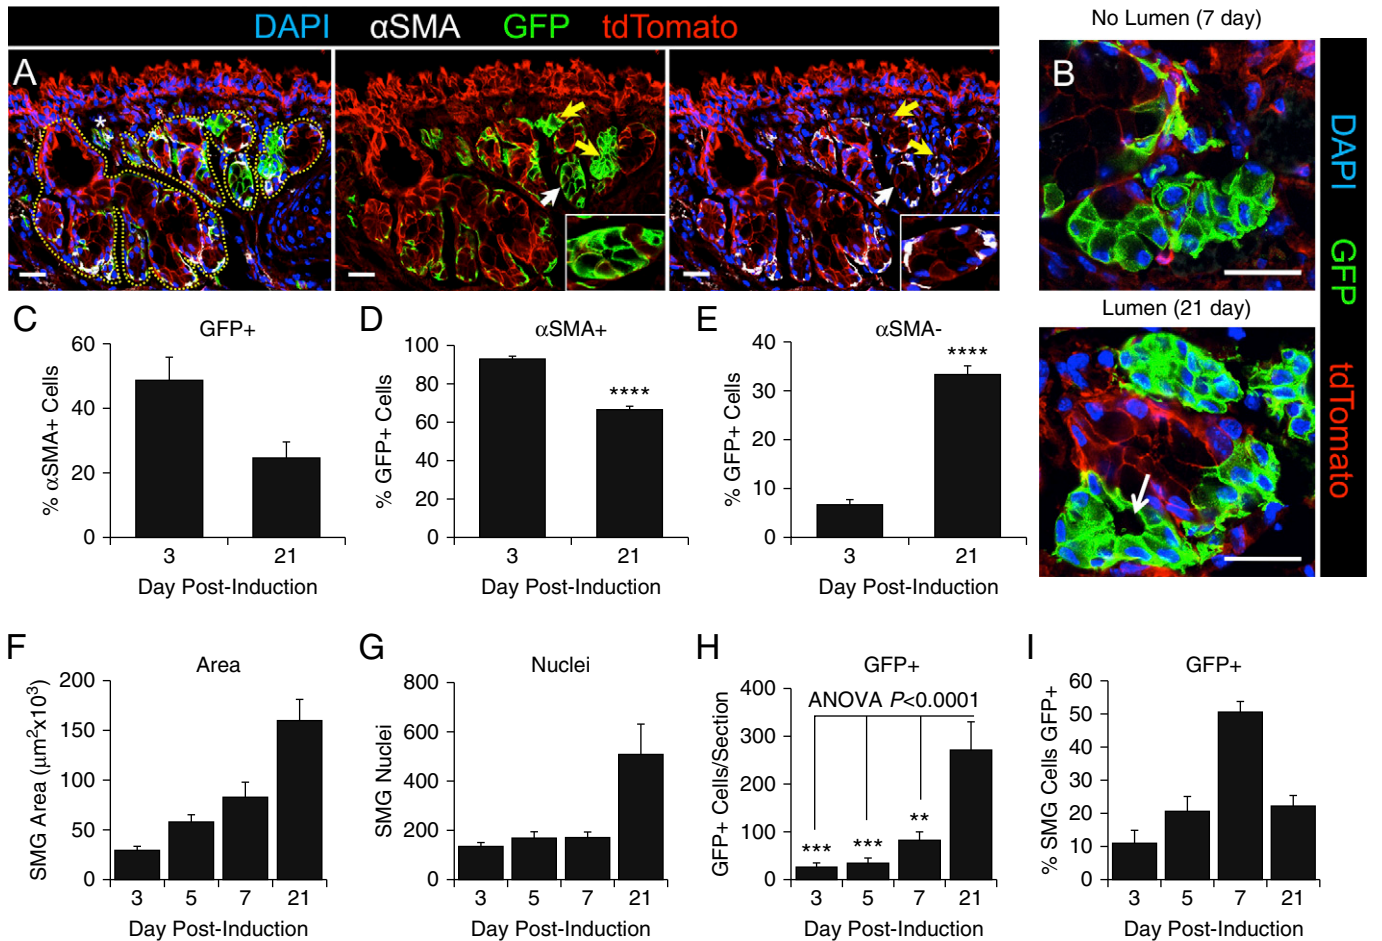 DAPI αSMA GFP tdTomato
A
*
No Lumen (7 day)
B
Lumen (21 day)
DAPI GFP tdTomato
C
GFP+
% αSMA+ Cells
60
40
20
0
3 21
Day Post-Induction
D
αSMA+
% GFP+ Cells
100
80
60
40
20
0
****
3 21
Day Post-Induction
E
αSMA-
% GFP+ Cells
40
30
20
10
0
****
3 21
Day Post-Induction
F
Area
SMG Area (µm²x10³)
200
150
100
50
0
3 5 7 21
Day Post-Induction
G
Nuclei
SMG Nuclei
800
600
400
200
0
3 5 7 21
Day Post-Induction
H
GFP+
GFP+ Cells/Section
400
300
200
100
0
ANOVA P<0.0001
*** *** **
3 5 7 21
Day Post-Induction
I
GFP+
% SMG Cells GFP+
60
50
40
30
20
10
0
3 5 7 21
Day Post-Induction